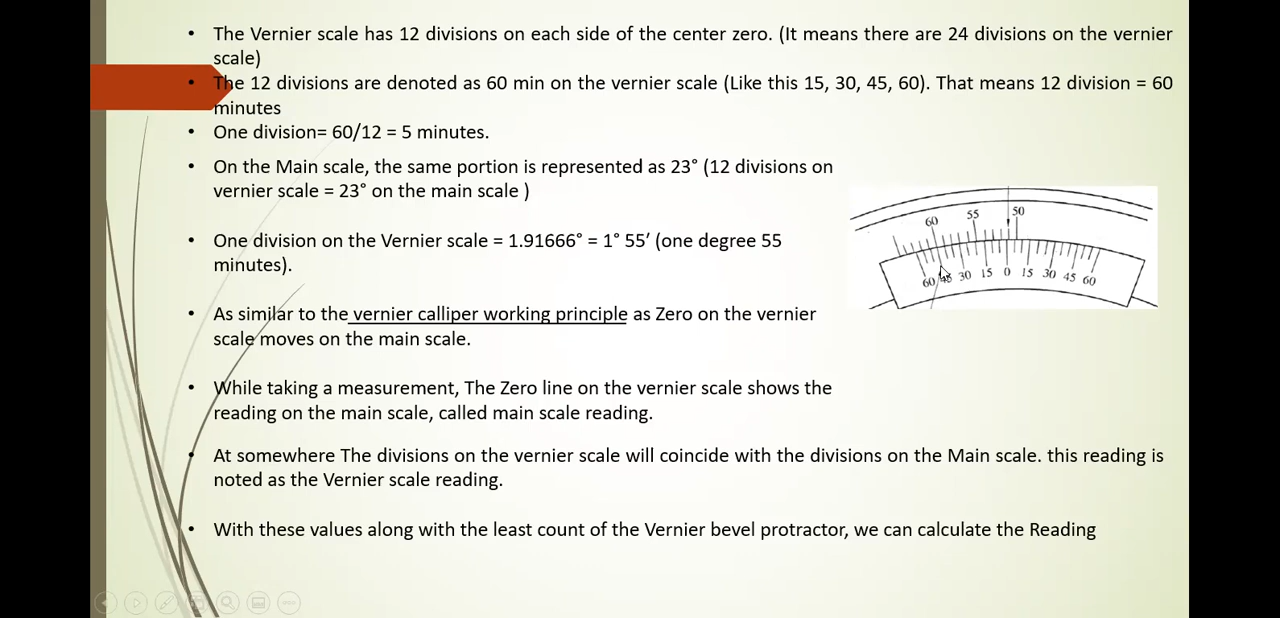 • The Vernier scale has 12 divisions on each side of the center zero. (It means there are 24 divisions on the vernier
scale)
• The 12 divisions are denoted as 60 min on the vernier scale (Like this 15, 30, 45, 60). That means 12 division = 60
minutes
• One division= 60/12 = 5 minutes.
• On the Main scale, the same portion is represented as 23° (12 divisions on
vernier scale = 23° on the main scale )
• One division on the Vernier scale = 1.91666° = 1° 55′ (one degree 55
minutes).
• As similar to the vernier calliper working principle as Zero on the vernier
scale moves on the main scale.
• While taking a measurement, The Zero line on the vernier scale shows the
reading on the main scale, called main scale reading.
60 55 50
60 45 30 15 0 15 30 45 60
• At somewhere The divisions on the vernier scale will coincide with the divisions on the Main scale. this reading is
noted as the Vernier scale reading.
• With these values along with the least count of the Vernier bevel protractor, we can calculate the Reading